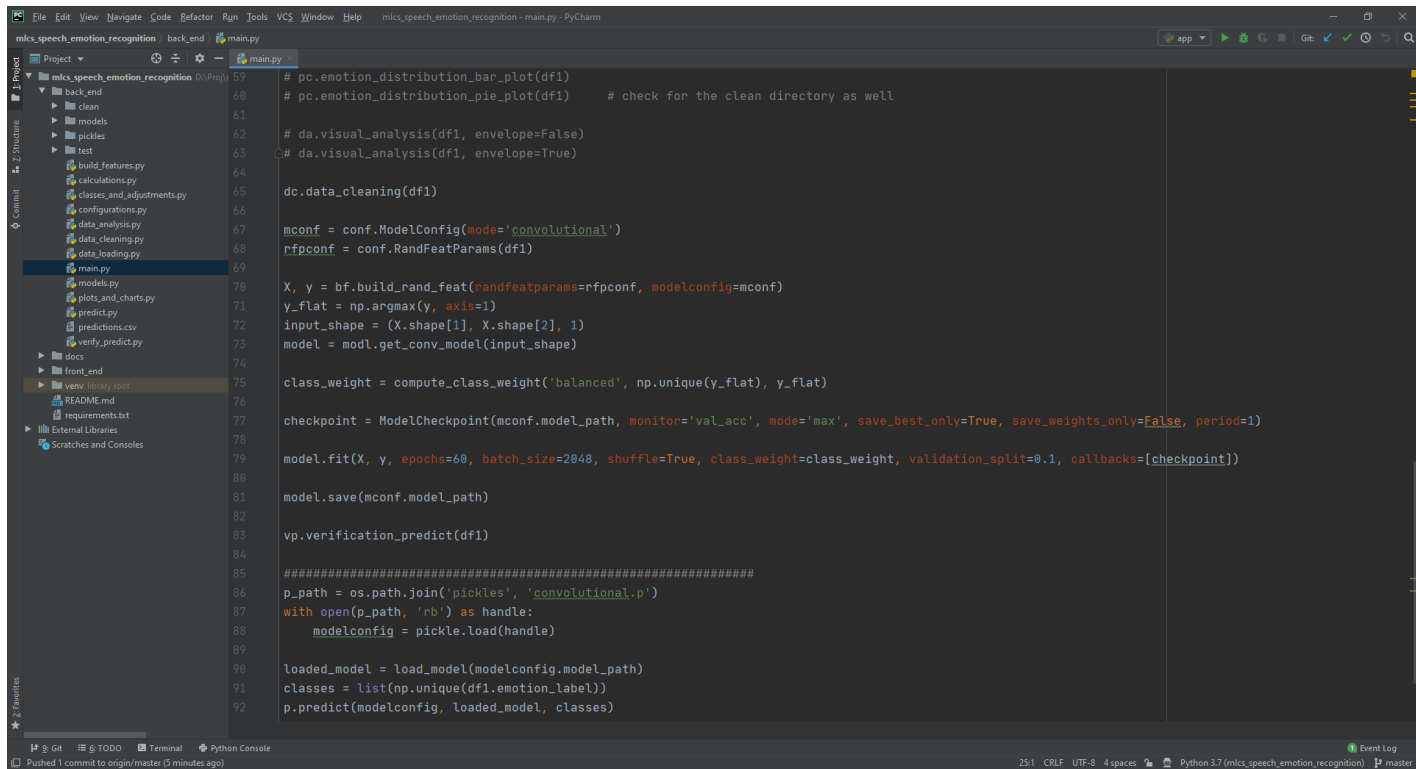 File Edit View Navigate Code Refactor Run Tools VCS Window Help mlcs_speech_emotion_recognition - main.py - PyCharm
mlcs_speech_emotion_recognition back_end main.py
app
Git:
1: Project
Z: Structure
Commit
2: Favorites
Project
mlcs_speech_emotion_recognition D:\Proj\
back_end
clean
models
pickles
test
build_features.py
calculations.py
classes_and_adjustments.py
configurations.py
data_analysis.py
data_cleaning.py
data_loading.py
main.py
models.py
plots_and_charts.py
predict.py
predictions.csv
verify_predict.py
docs
front_end
venv library root
README.md
requirements.txt
External Libraries
Scratches and Consoles
main.py
59 # pc.emotion_distribution_bar_plot(df1)
60 # pc.emotion_distribution_pie_plot(df1) # check for the clean directory as well
61
62 # da.visual_analysis(df1, envelope=False)
63 # da.visual_analysis(df1, envelope=True)
64
65 dc.data_cleaning(df1)
66
67 mconf = conf.ModelConfig(mode='convolutional')
68 rfpconf = conf.RandFeatParams(df1)
69
70 X, y = bf.build_rand_feat(randfeatparams=rfpconf, modelconfig=mconf)
71 y_flat = np.argmax(y, axis=1)
72 input_shape = (X.shape[1], X.shape[2], 1)
73 model = modl.get_conv_model(input_shape)
74
75 class_weight = compute_class_weight('balanced', np.unique(y_flat), y_flat)
76
77 checkpoint = ModelCheckpoint(mconf.model_path, monitor='val_acc', mode='max', save_best_only=True, save_weights_only=False, period=1)
78
79 model.fit(X, y, epochs=60, batch_size=2048, shuffle=True, class_weight=class_weight, validation_split=0.1, callbacks=[checkpoint])
80
81 model.save(mconf.model_path)
82
83 vp.verification_predict(df1)
84
85 ################################################################
86 p_path = os.path.join('pickles', 'convolutional.p')
87 with open(p_path, 'rb') as handle:
88 modelconfig = pickle.load(handle)
89
90 loaded_model = load_model(modelconfig.model_path)
91 classes = list(np.unique(df1.emotion_label))
92 p.predict(modelconfig, loaded_model, classes)
9: Git 6: TODO Terminal Python Console 1 Event Log
Pushed 1 commit to origin/master (5 minutes ago) 25:1 CRLF UTF-8 4 spaces Python 3.7 (mlcs_speech_emotion_recognition) master